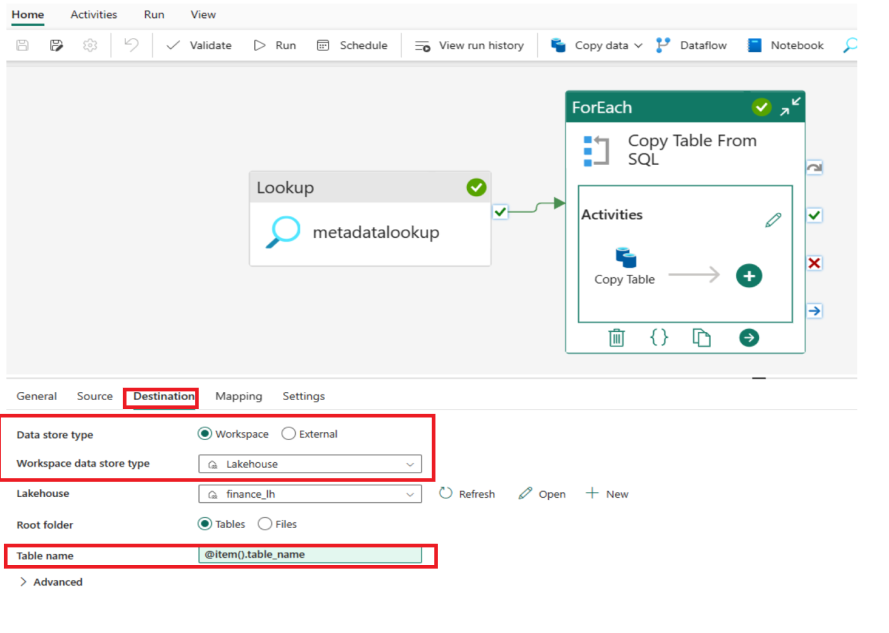 Home Activities Run View
Validate Run Schedule View run history Copy data Dataflow Notebook
ForEach
Copy Table From
SQL
Lookup
metadatalookup
Activities
Copy Table
{}
General Source Destination Mapping Settings
Data store type Workspace External
Workspace data store type Lakehouse
Lakehouse finance_lh Refresh Open New
Root folder Tables Files
Table name @item().table_name
Advanced